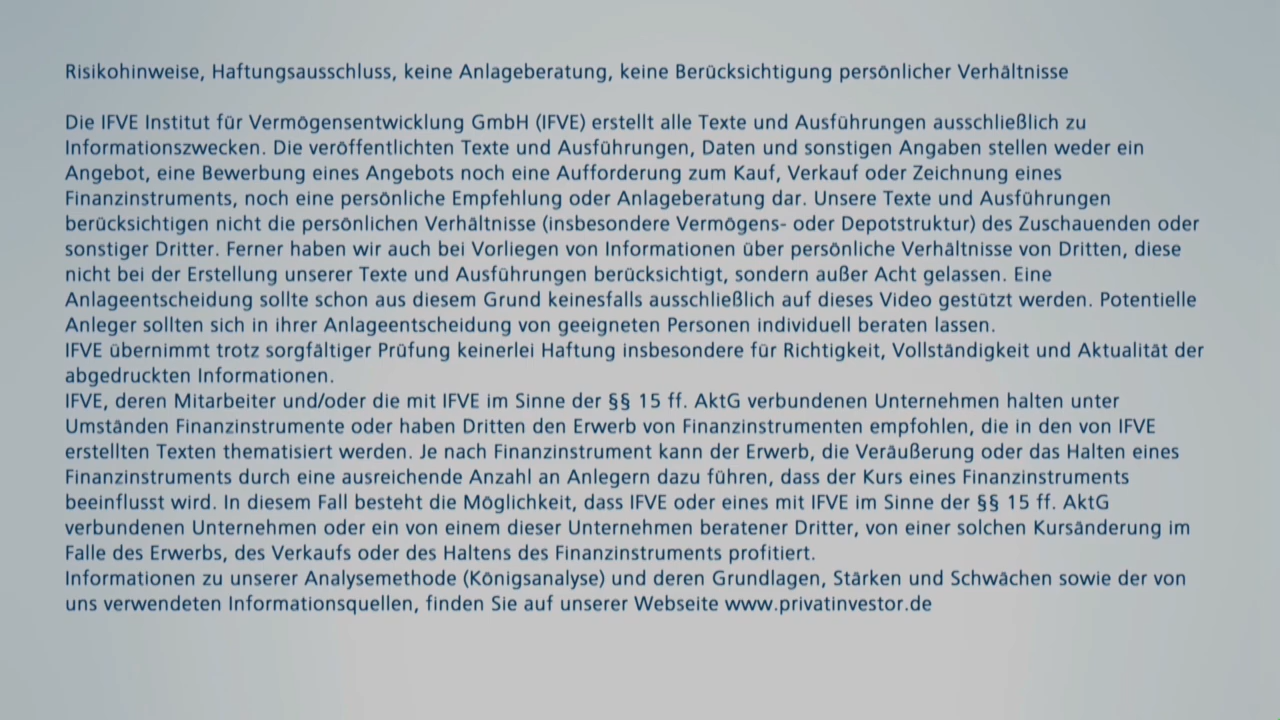 Risikohinweise, Haftungsausschluss, keine Anlageberatung, keine Berücksichtigung persönlicher Verhältnisse
Die IFVE Institut für Vermögensentwicklung GmbH (IFVE) erstellt alle Texte und Ausführungen ausschließlich zu
Informationszwecken. Die veröffentlichten Texte und Ausführungen, Daten und sonstigen Angaben stellen weder ein
Angebot, eine Bewerbung eines Angebots noch eine Aufforderung zum Kauf, Verkauf oder Zeichnung eines
Finanzinstruments, noch eine persönliche Empfehlung oder Anlageberatung dar. Unsere Texte und Ausführungen
berücksichtigen nicht die persönlichen Verhältnisse (insbesondere Vermögens- oder Depotstruktur) des Zuschauenden oder
sonstiger Dritter. Ferner haben wir auch bei Vorliegen von Informationen über persönliche Verhältnisse von Dritten, diese
nicht bei der Erstellung unserer Texte und Ausführungen berücksichtigt, sondern außer Acht gelassen. Eine
Anlageentscheidung sollte schon aus diesem Grund keinesfalls ausschließlich auf dieses Video gestützt werden. Potentielle
Anleger sollten sich in ihrer Anlageentscheidung von geeigneten Personen individuell beraten lassen.
IFVE übernimmt trotz sorgfältiger Prüfung keinerlei Haftung insbesondere für Richtigkeit, Vollständigkeit und Aktualität der
abgedruckten Informationen.
IFVE, deren Mitarbeiter und/oder die mit IFVE im Sinne der §§ 15 ff. AktG verbundenen Unternehmen halten unter
Umständen Finanzinstrumente oder haben Dritten den Erwerb von Finanzinstrumenten empfohlen, die in den von IFVE
erstellten Texten thematisiert werden. Je nach Finanzinstrument kann der Erwerb, die Veräußerung oder das Halten eines
Finanzinstruments durch eine ausreichende Anzahl an Anlegern dazu führen, dass der Kurs eines Finanzinstruments
beeinflusst wird. In diesem Fall besteht die Möglichkeit, dass IFVE oder eines mit IFVE im Sinne der §§ 15 ff. AktG
verbundenen Unternehmen oder ein von einem dieser Unternehmen beratener Dritter, von einer solchen Kursänderung im
Falle des Erwerbs, des Verkaufs oder des Haltens des Finanzinstruments profitiert.
Informationen zu unserer Analysemethode (Königsanalyse) und deren Grundlagen, Stärken und Schwächen sowie der von
uns verwendeten Informationsquellen, finden Sie auf unserer Webseite www.privatinvestor.de